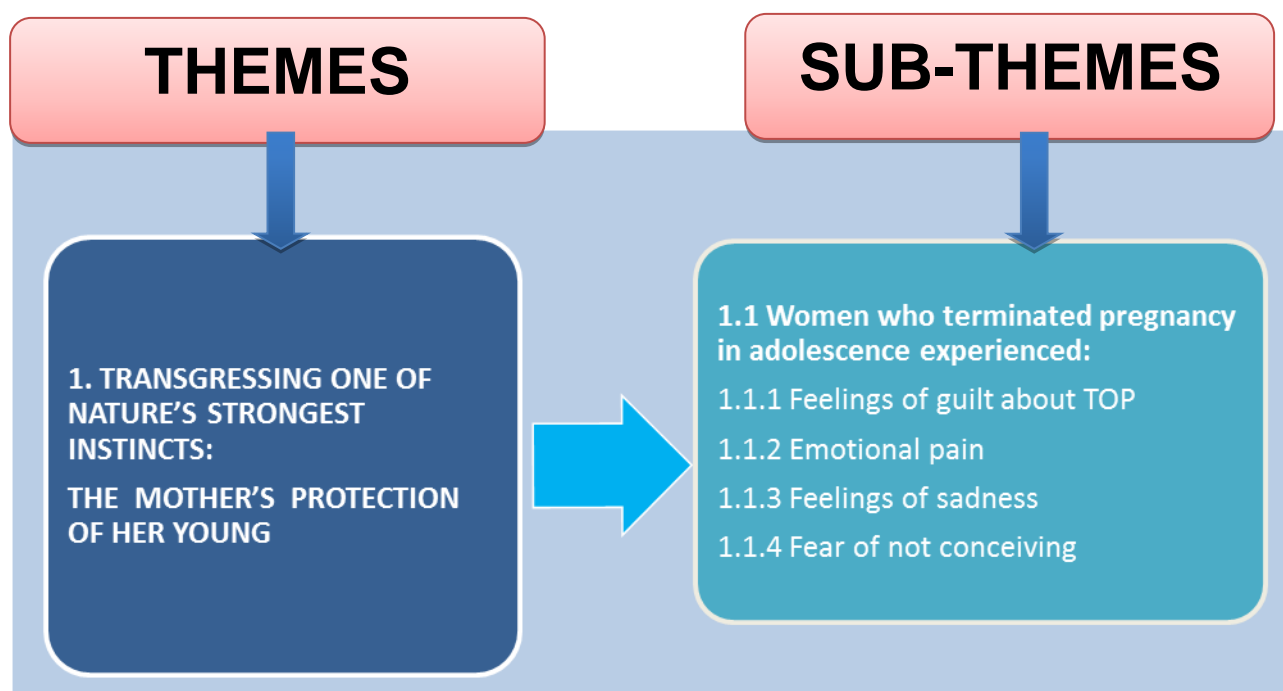 THEMES
SUB-THEMES
1. TRANSGRESSING ONE OF
NATURE’S STRONGEST
INSTINCTS:
THE MOTHER’S PROTECTION
OF HER YOUNG
1.1 Women who terminated pregnancy
in adolescence experienced:
1.1.1 Feelings of guilt about TOP
1.1.2 Emotional pain
1.1.3 Feelings of sadness
1.1.4 Fear of not conceiving